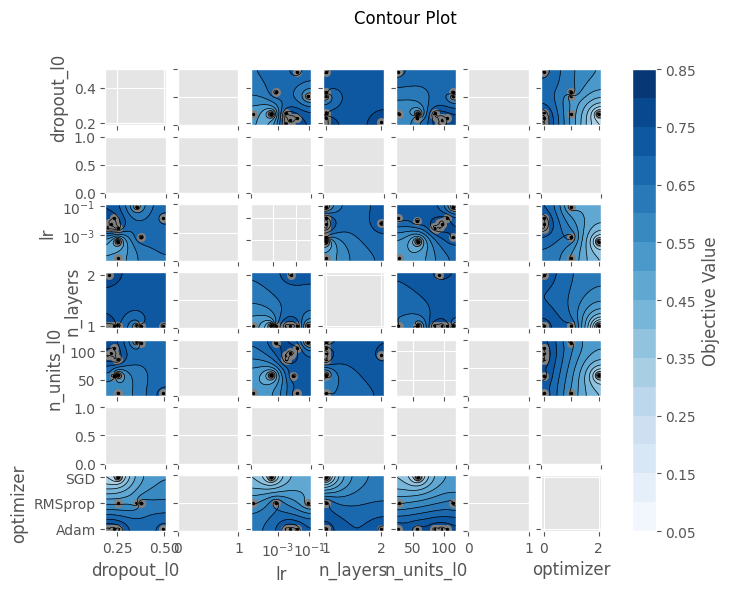 Contour Plot
dropout_l0
0.4
0.2
1.0
0.5
0.0
lr
10⁻¹
10⁻³
n_layers
2
1
n_units_l0
100
50
1.0
0.5
0.0
optimizer
SGD
RMSprop
Adam
0.25 0.50 0 1 10⁻³ 10⁻¹ 1 2 50 100 0 1 0 2
dropout_l0 lr n_layers n_units_l0 optimizer
0.85
0.75
0.65
0.55
0.45
0.35
0.25
0.15
0.05
Objective Value